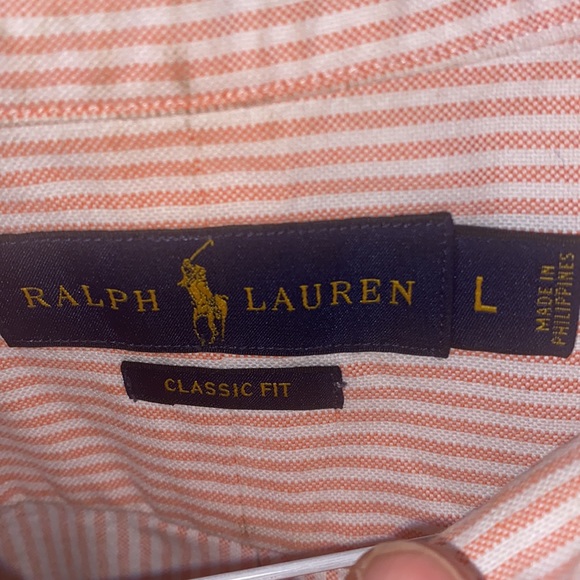 RALPH LAUREN
L
MADE IN
PHILIPPINES
CLASSIC FIT